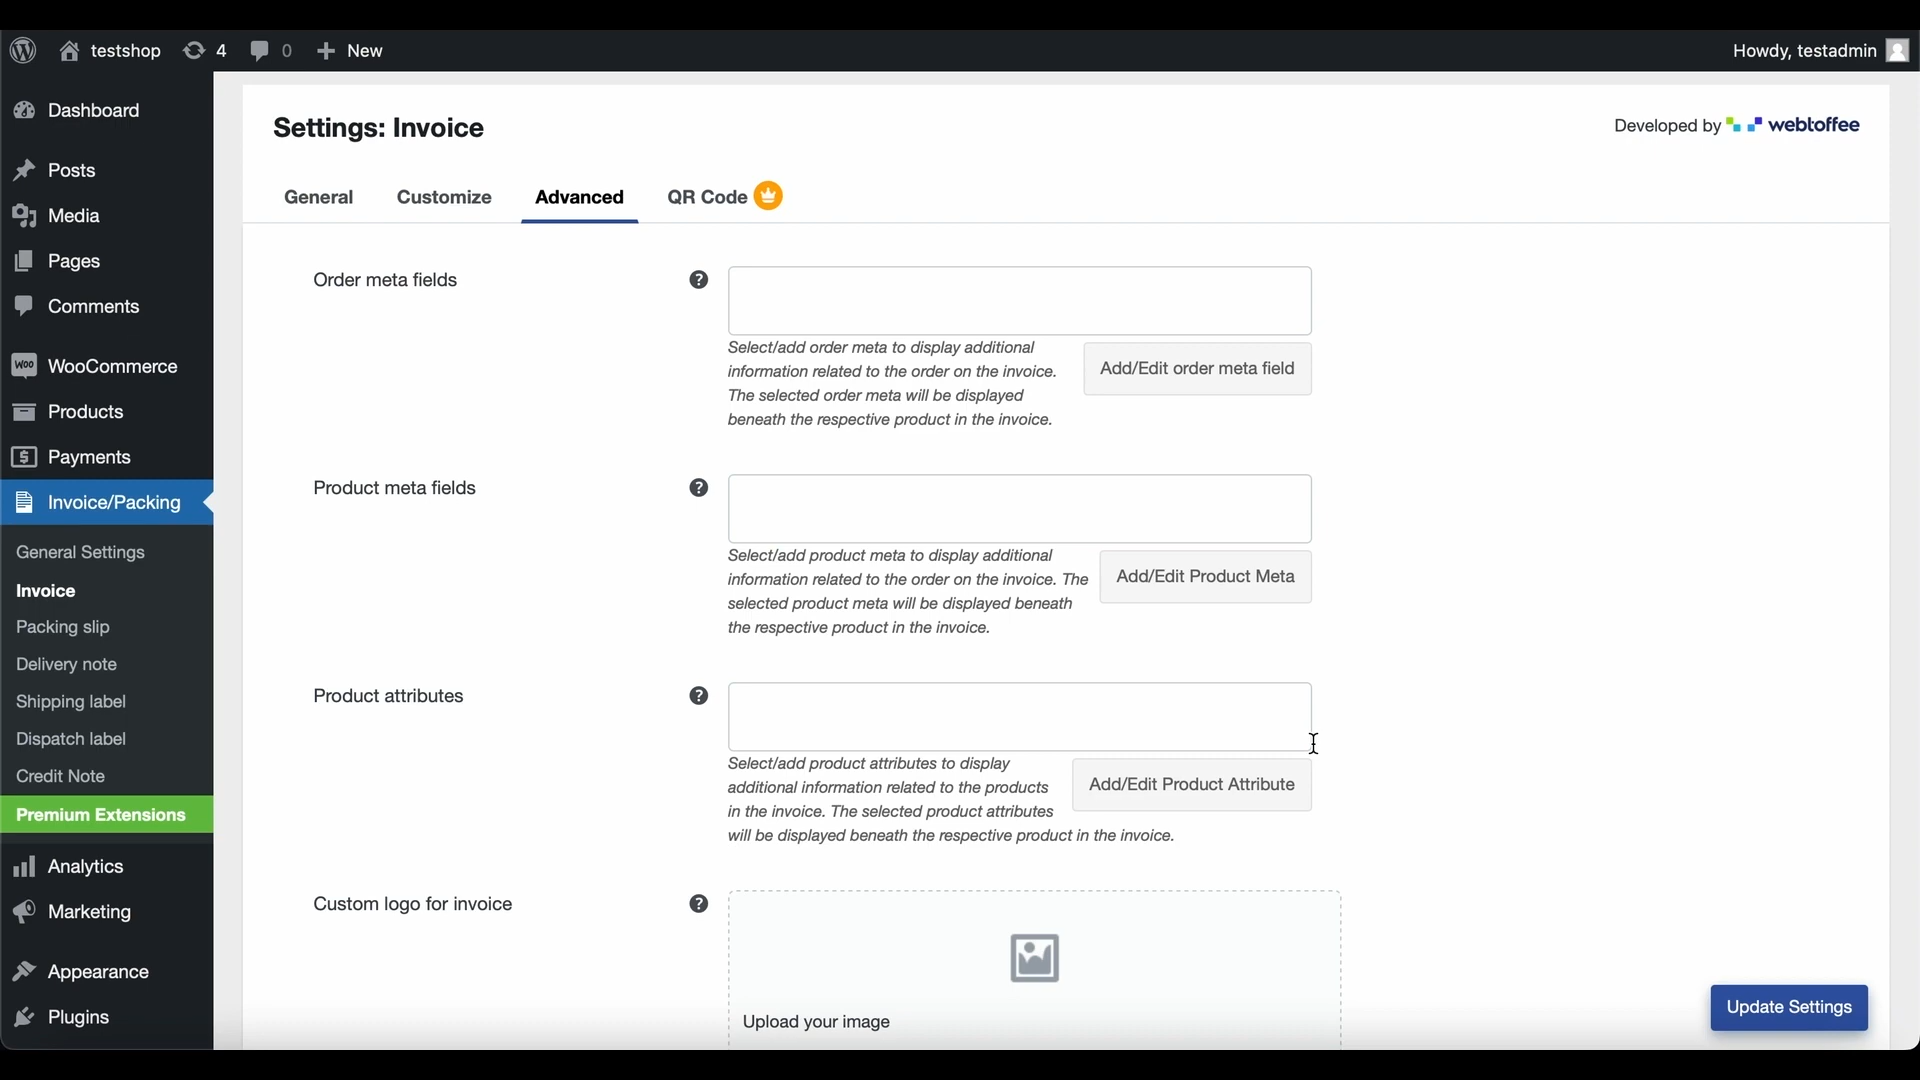 testshop
4
0
New
Howdy, testadmin
Dashboard
Posts
Media
Pages
Comments
WooCommerce
Products
Payments
Invoice/Packing
General Settings
Invoice
Packing slip
Delivery note
Shipping label
Dispatch label
Credit Note
Premium Extensions
Analytics
Marketing
Appearance
Plugins
Settings: Invoice
Developed by webtoffee
General
Customize
Advanced
QR Code
Order meta fields
?
Select/add order meta to display additional
information related to the order on the invoice.
The selected order meta will be displayed
beneath the respective product in the invoice.
Add/Edit order meta field
Product meta fields
?
Select/add product meta to display additional
information related to the order on the invoice. The
selected product meta will be displayed beneath
the respective product in the invoice.
Add/Edit Product Meta
Product attributes
?
Select/add product attributes to display
additional information related to the products
in the invoice. The selected product attributes
will be displayed beneath the respective product in the invoice.
Add/Edit Product Attribute
Custom logo for invoice
?
Upload your image
Update Settings